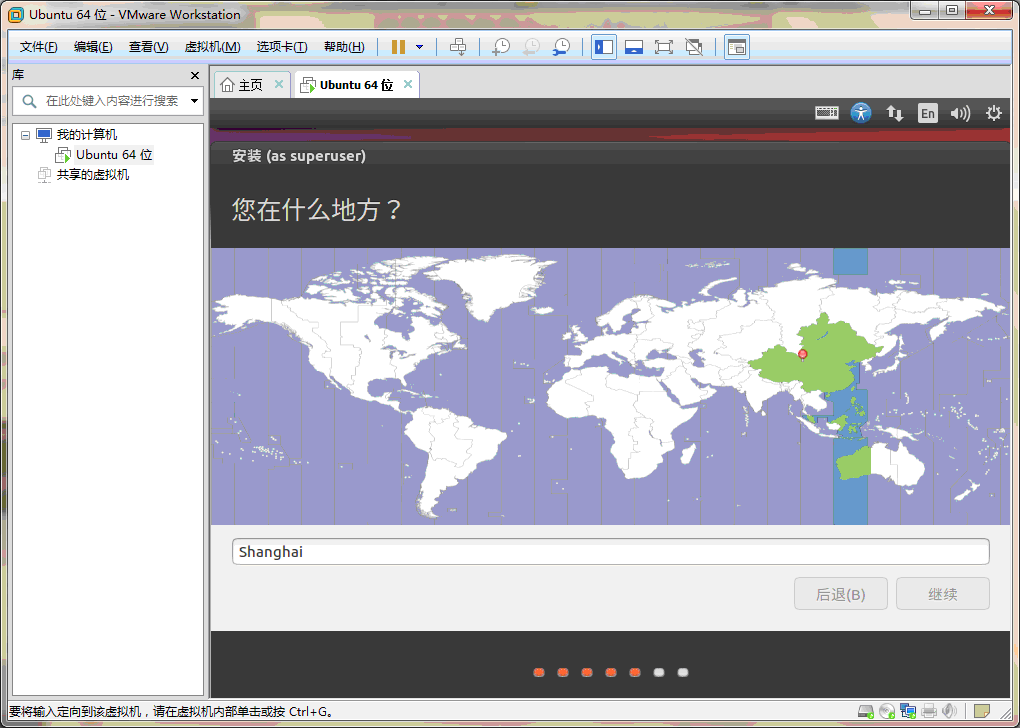 Ubuntu 64 位 - VMware Workstation
文件(F) 编辑(E) 查看(V) 虚拟机(M) 选项卡(T) 帮助(H)
库
在此处键入内容进行搜索
我的计算机
Ubuntu 64 位
共享的虚拟机
主页 Ubuntu 64 位
En
安装 (as superuser)
您在什么地方？
Shanghai
后退(B) 继续
要将输入定向到该虚拟机，请在虚拟机内部单击或按 Ctrl+G。